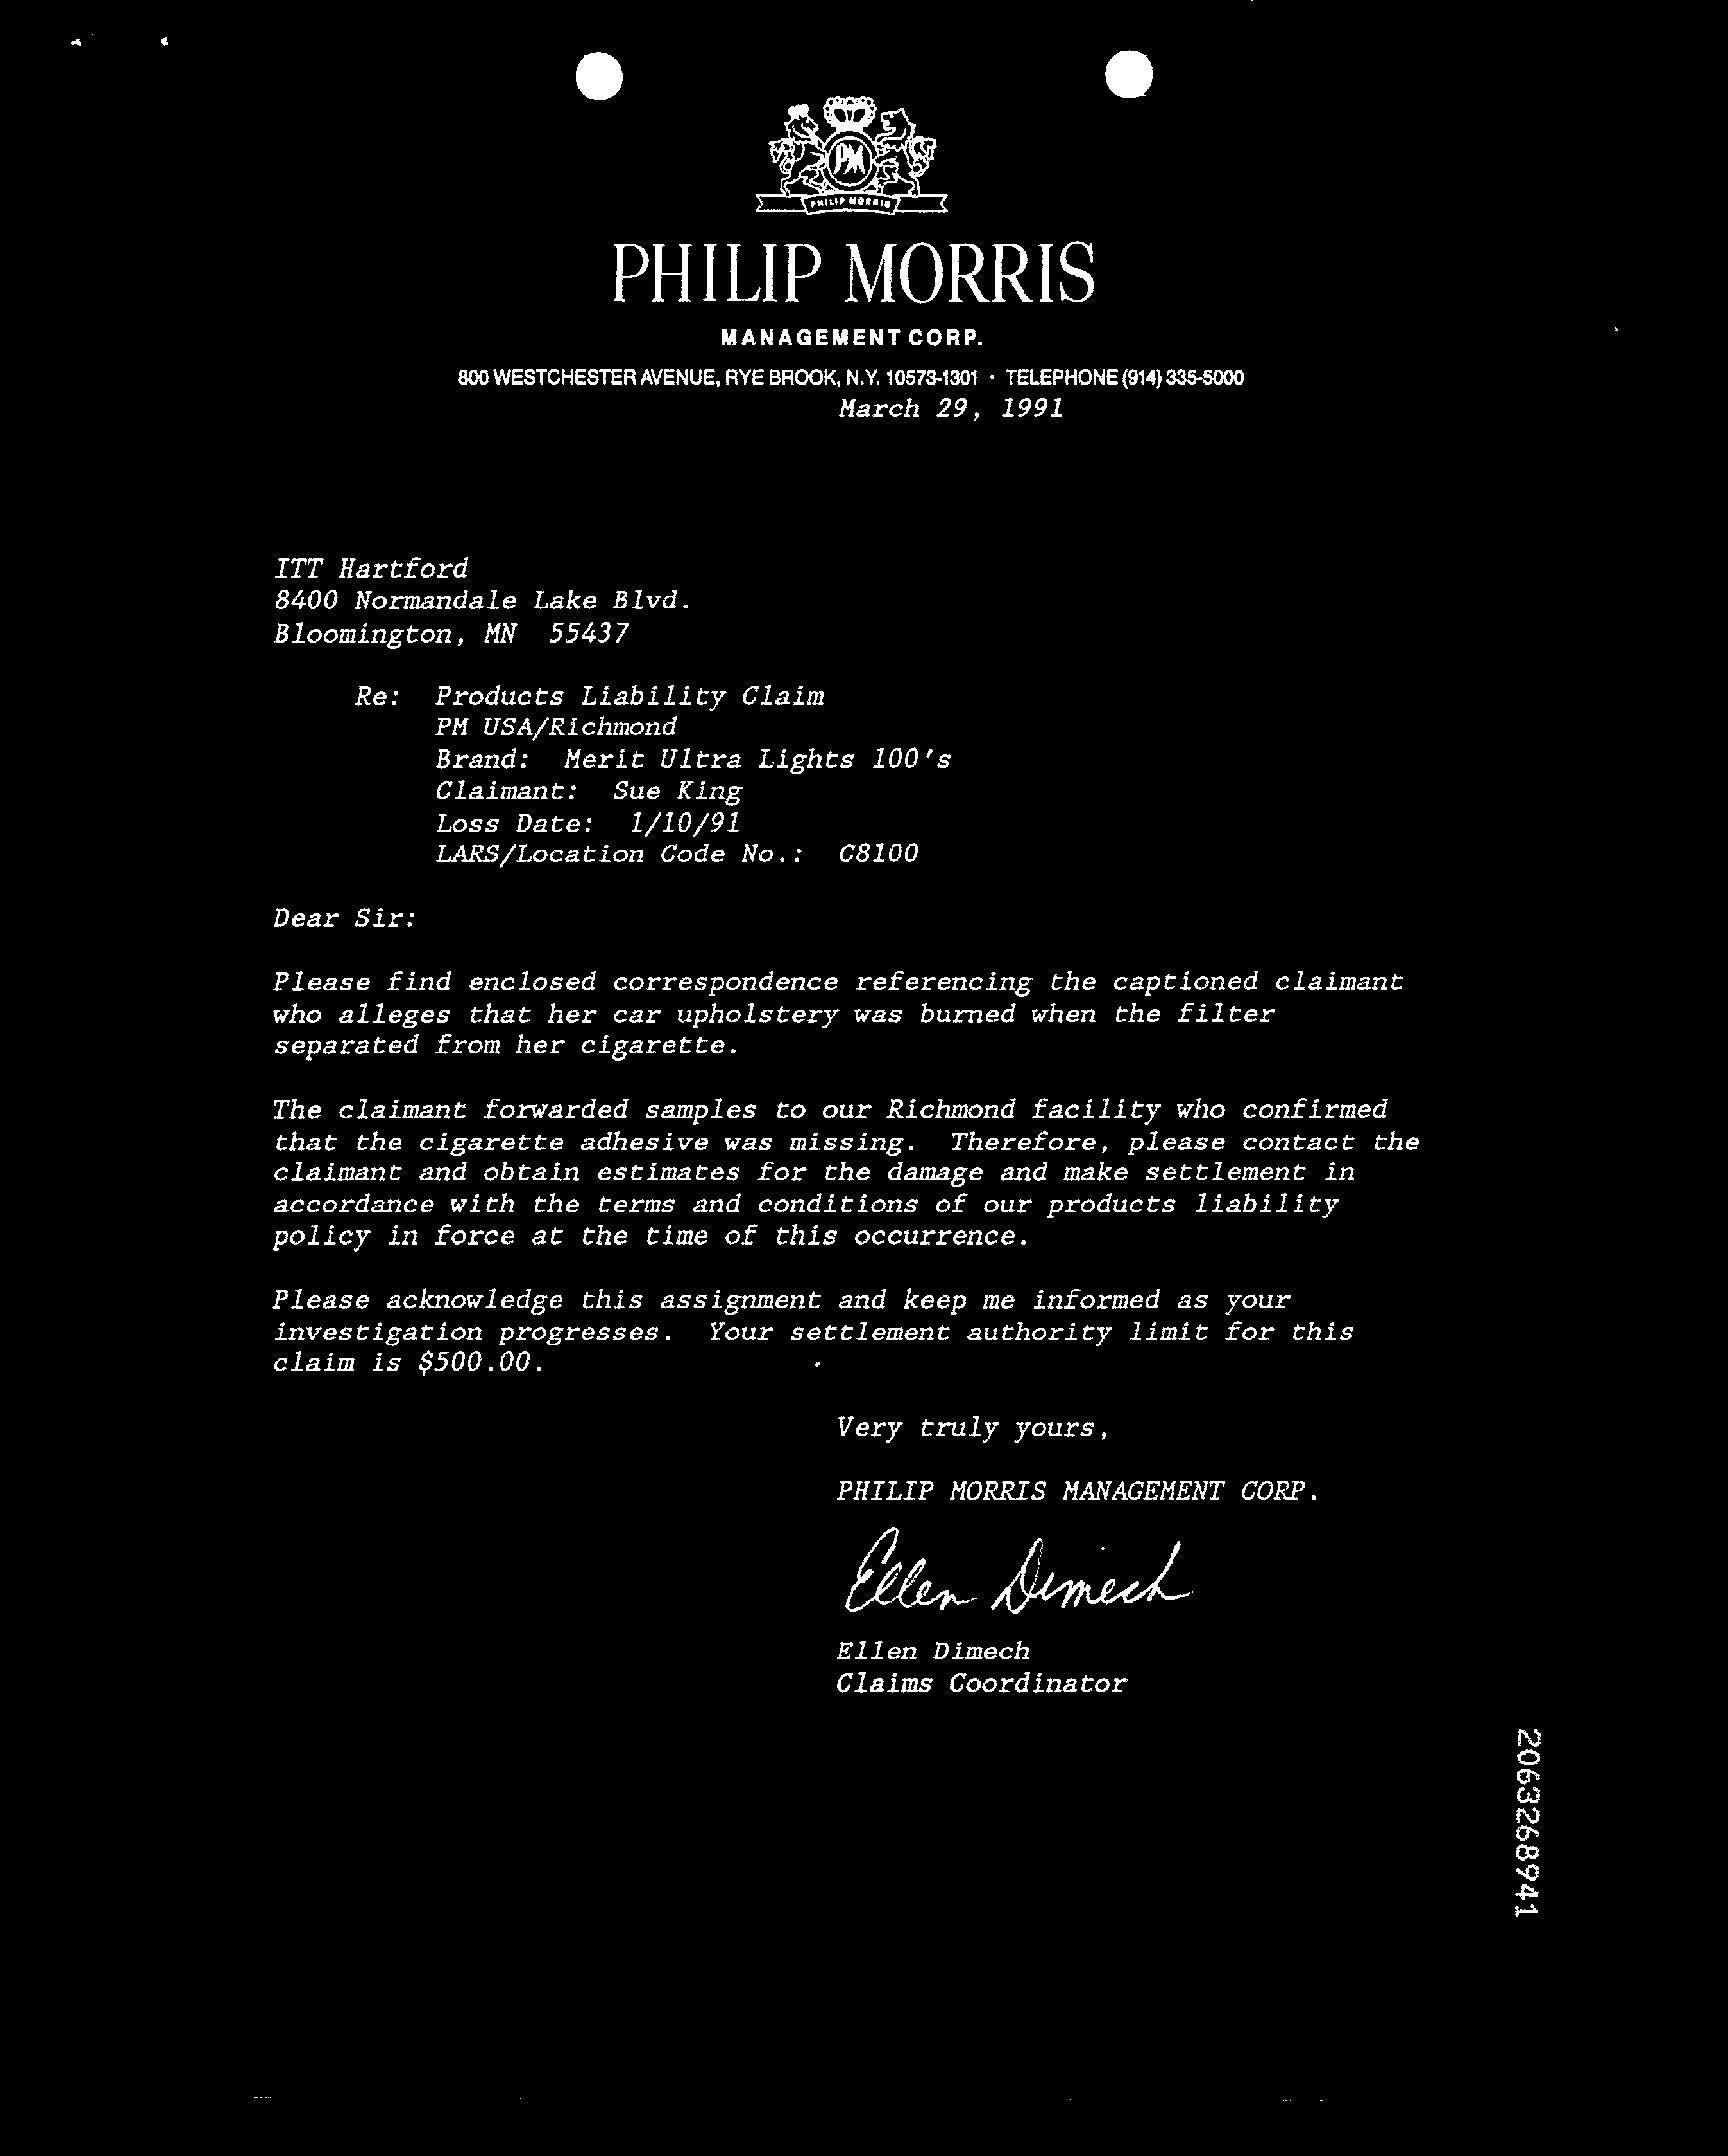 PM
PHILIP MORRIS
PHILIP MORRIS
MANAGEMENT CORP.
800 WESTCHESTER AVENUE, RYE BROOK, N.Y. 10573-1301 · TELEPHONE (914) 335-5000
March 29, 1991
ITT Hartford
8400 Normandale Lake Blvd.
Bloomington, MN 55437
Re: Products Liability Claim
PM USA/Richmond
Brand: Merit Ultra Lights 100's
Claimant: Sue King
Loss Date: 1/10/91
LARS/Location Code No.: C8100
Dear Sir:
Please find enclosed correspondence referencing the captioned claimant
who alleges that her car upholstery was burned when the filter
separated from her cigarette.
The claimant forwarded samples to our Richmond facility who confirmed
that the cigarette adhesive was missing. Therefore, please contact the
claimant and obtain estimates for the damage and make settlement in
accordance with the terms and conditions of our products liability
policy in force at the time of this occurrence.
Please acknowledge this assignment and keep me informed as your
investigation progresses. Your settlement authority limit for this
claim is $500.00.
Very truly yours,
PHILIP MORRIS MANAGEMENT CORP.
Ellen Dimech
Ellen Dimech
Claims Coordinator
2063268941